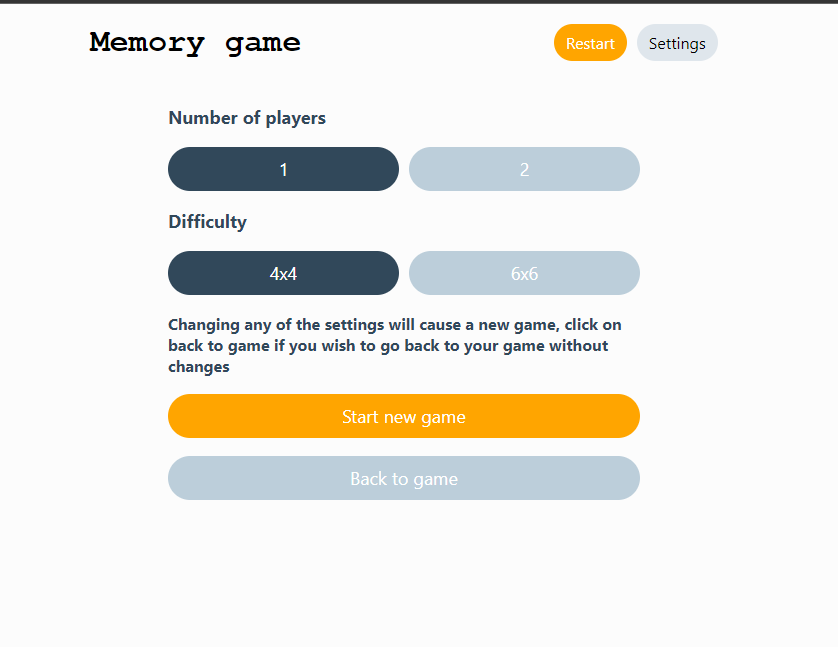 Memory game
Restart
Settings
Number of players
1
2
Difficulty
4x4
6x6
Changing any of the settings will cause a new game, click on
back to game if you wish to go back to your game without
changes
Start new game
Back to game